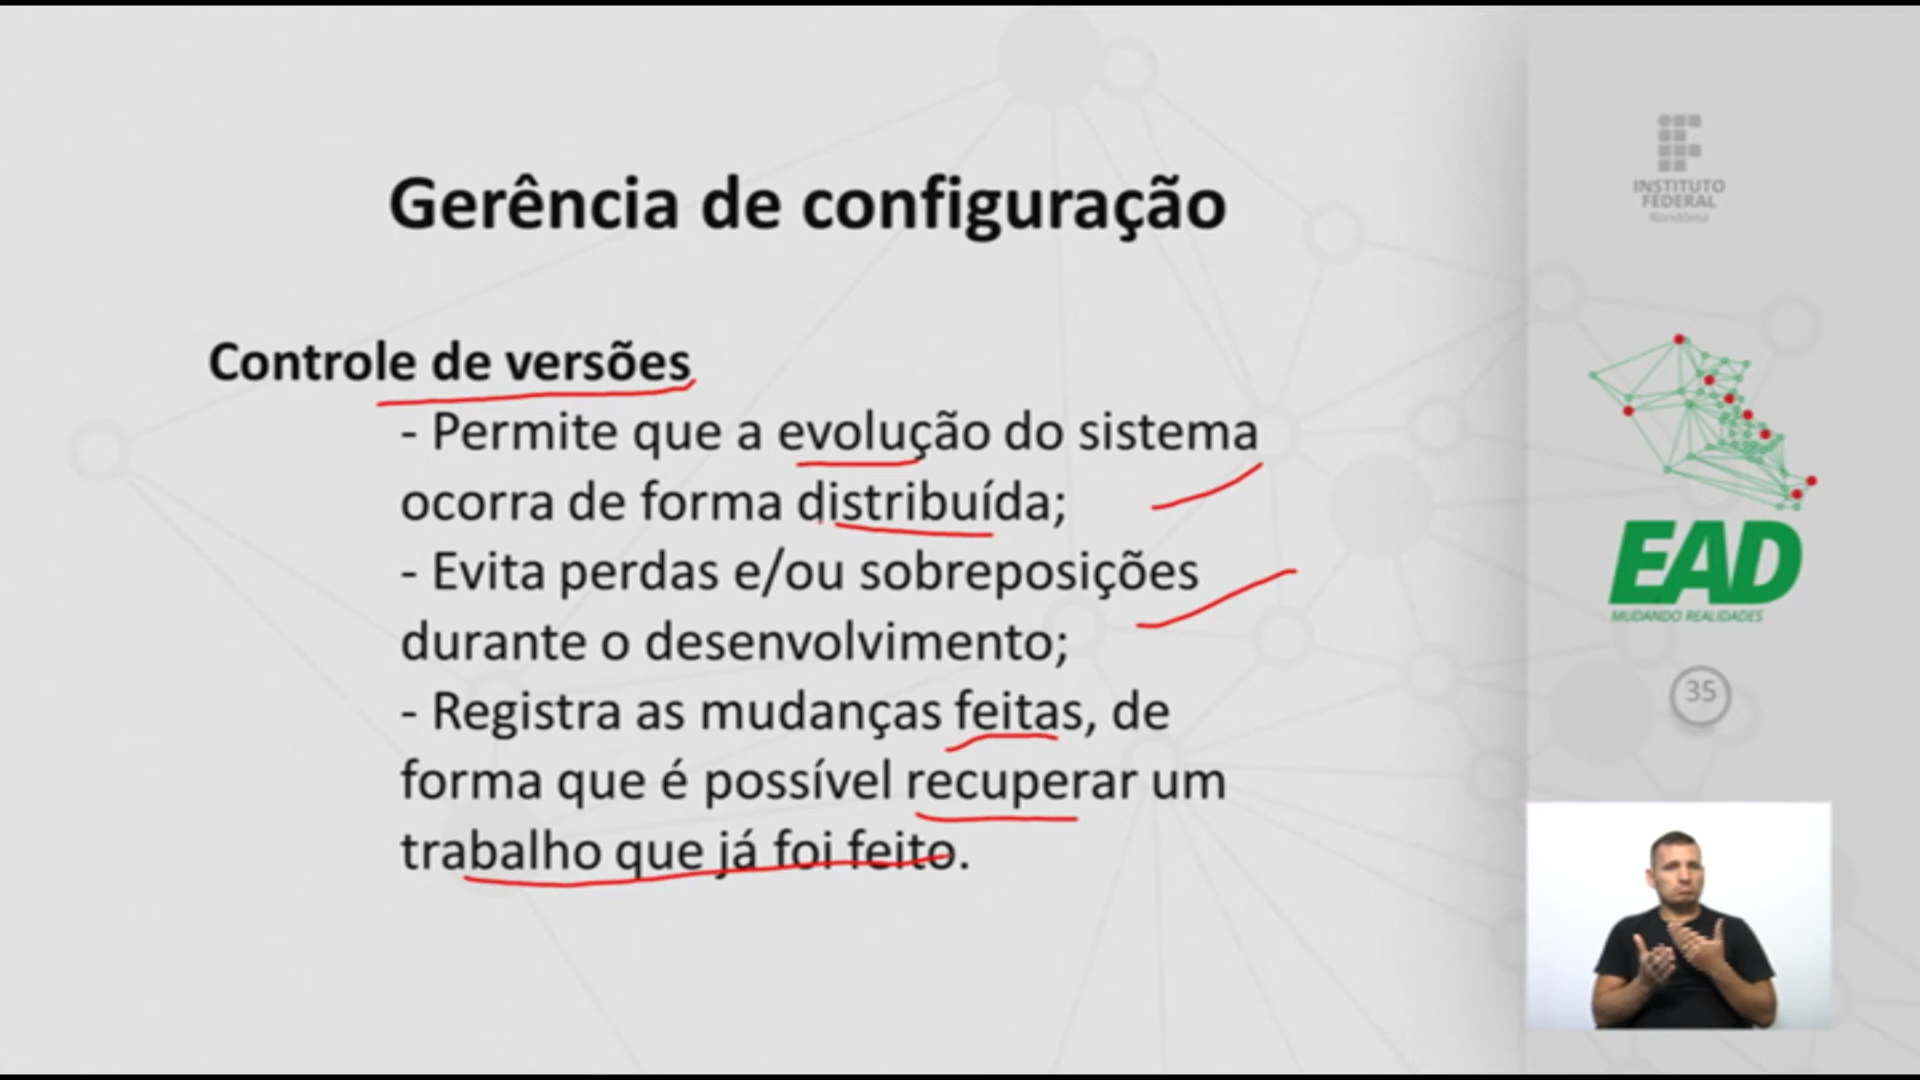 Gerência de configuração
Controle de versões
- Permite que a evolução do sistema
ocorra de forma distribuída;
- Evita perdas e/ou sobreposições
durante o desenvolvimento;
- Registra as mudanças feitas, de
forma que é possível recuperar um
trabalho que já foi feito.
INSTITUTO
FEDERAL
Rondônia
EAD
MUDANDO REALIDADES
35